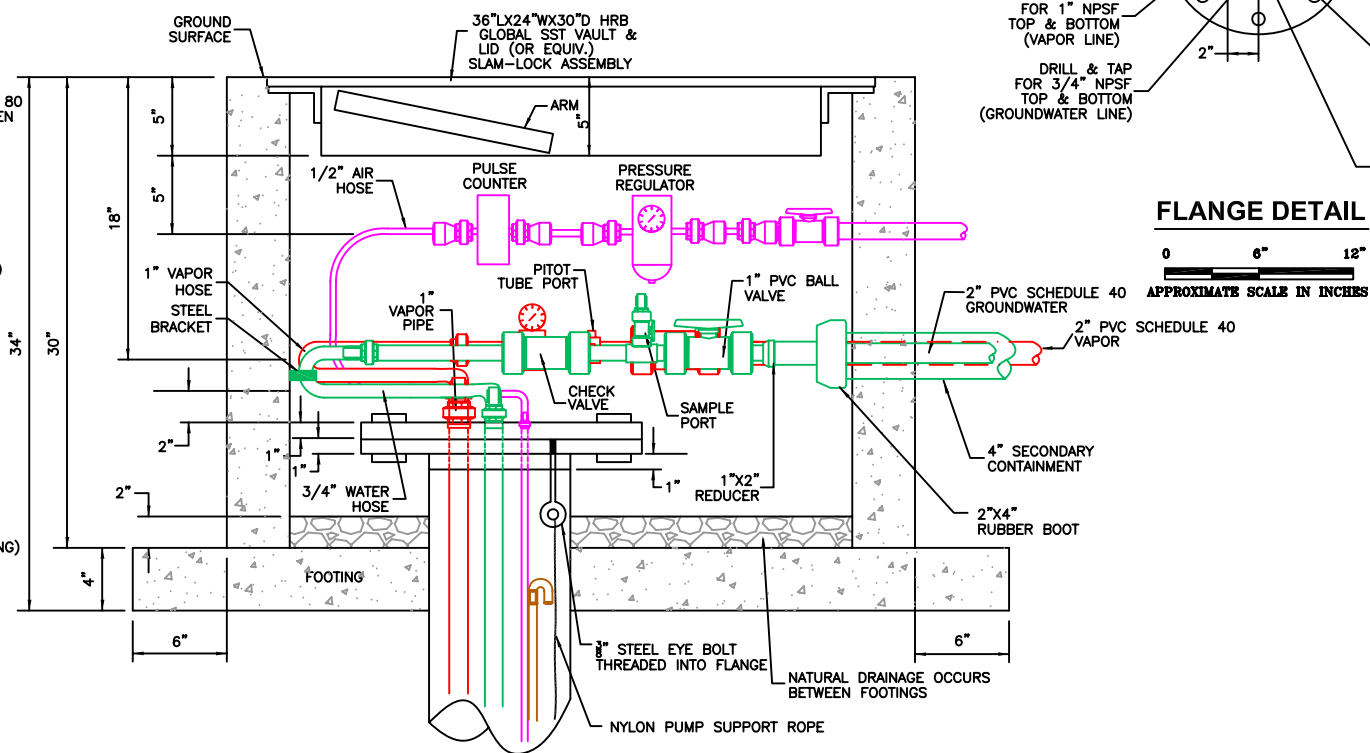 GROUND
SURFACE
36"LX24"WX30"D HRB
GLOBAL SST VAULT &
LID (OR EQUIV.)
SLAM-LOCK ASSEMBLY
FOR 1" NPSF
TOP & BOTTOM
(VAPOR LINE)
2"
DRILL & TAP
FOR 3/4" NPSF
TOP & BOTTOM
(GROUNDWATER LINE)
80
5"
ARM
5"
1/2" AIR
HOSE
PULSE
COUNTER
PRESSURE
REGULATOR
5"
18"
FLANGE DETAIL
0 6" 12"
APPROXIMATE SCALE IN INCHES
1" VAPOR
HOSE
STEEL
BRACKET
1"
VAPOR
PIPE
PITOT
TUBE PORT
1" PVC BALL
VALVE
2" PVC SCHEDULE 40
GROUNDWATER
2" PVC SCHEDULE 40
VAPOR
34"
30"
CHECK
VALVE
SAMPLE
PORT
2"
1"
1"
1"
4" SECONDARY
CONTAINMENT
3/4" WATER
HOSE
1"X2"
REDUCER
2"
2"X4"
RUBBER BOOT
4"
FOOTING
6"
6"
STEEL EYE BOLT
THREADED INTO FLANGE
NATURAL DRAINAGE OCCURS
BETWEEN FOOTINGS
NYLON PUMP SUPPORT ROPE